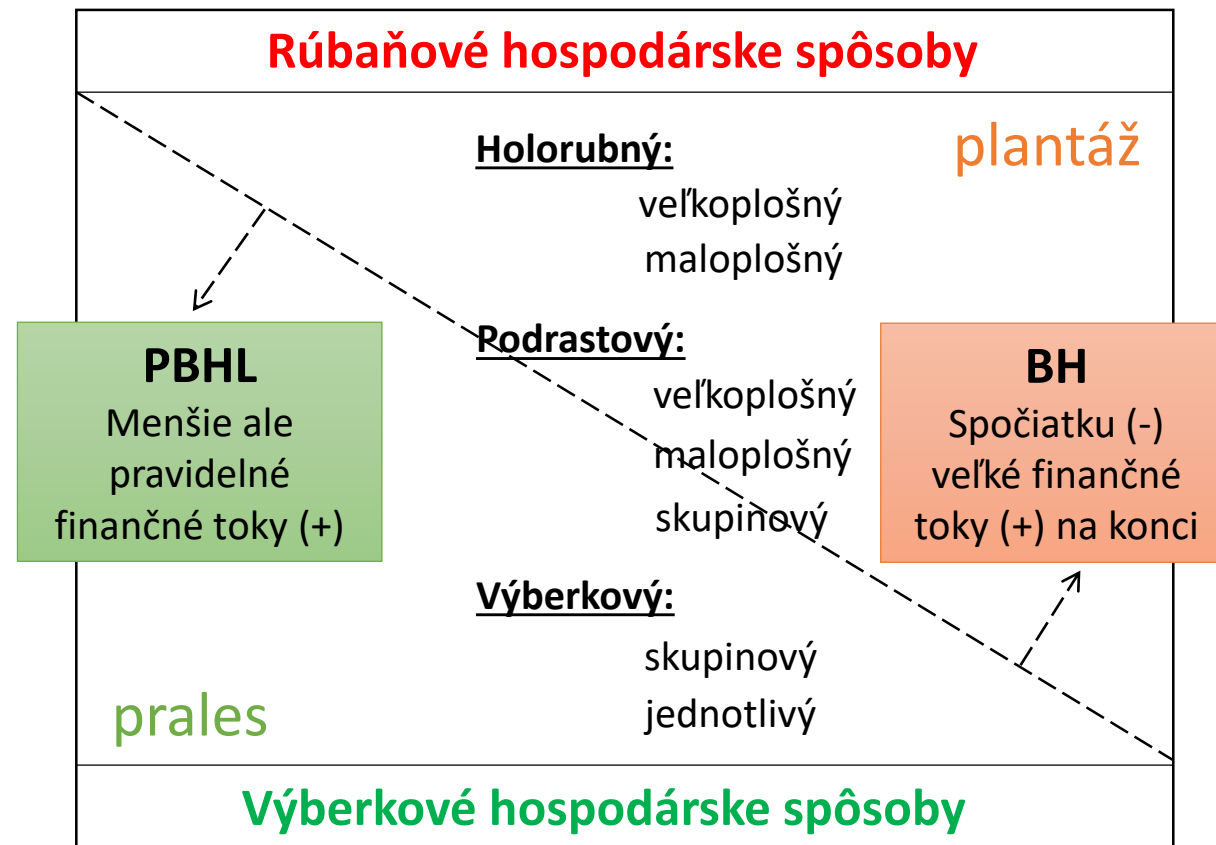 Rúbaňové hospodárske spôsoby
Holorubný:
plantáž
veľkoplošný
maloplošný
Podrastový:
veľkoplošný
maloplošný
skupinový
PBHL
Menšie ale
pravidelné
finančné toky (+)
BH
Spočiatku (-)
veľké finančné
toky (+) na konci
Výberkový:
skupinový
jednotlivý
prales
Výberkové hospodárske spôsoby